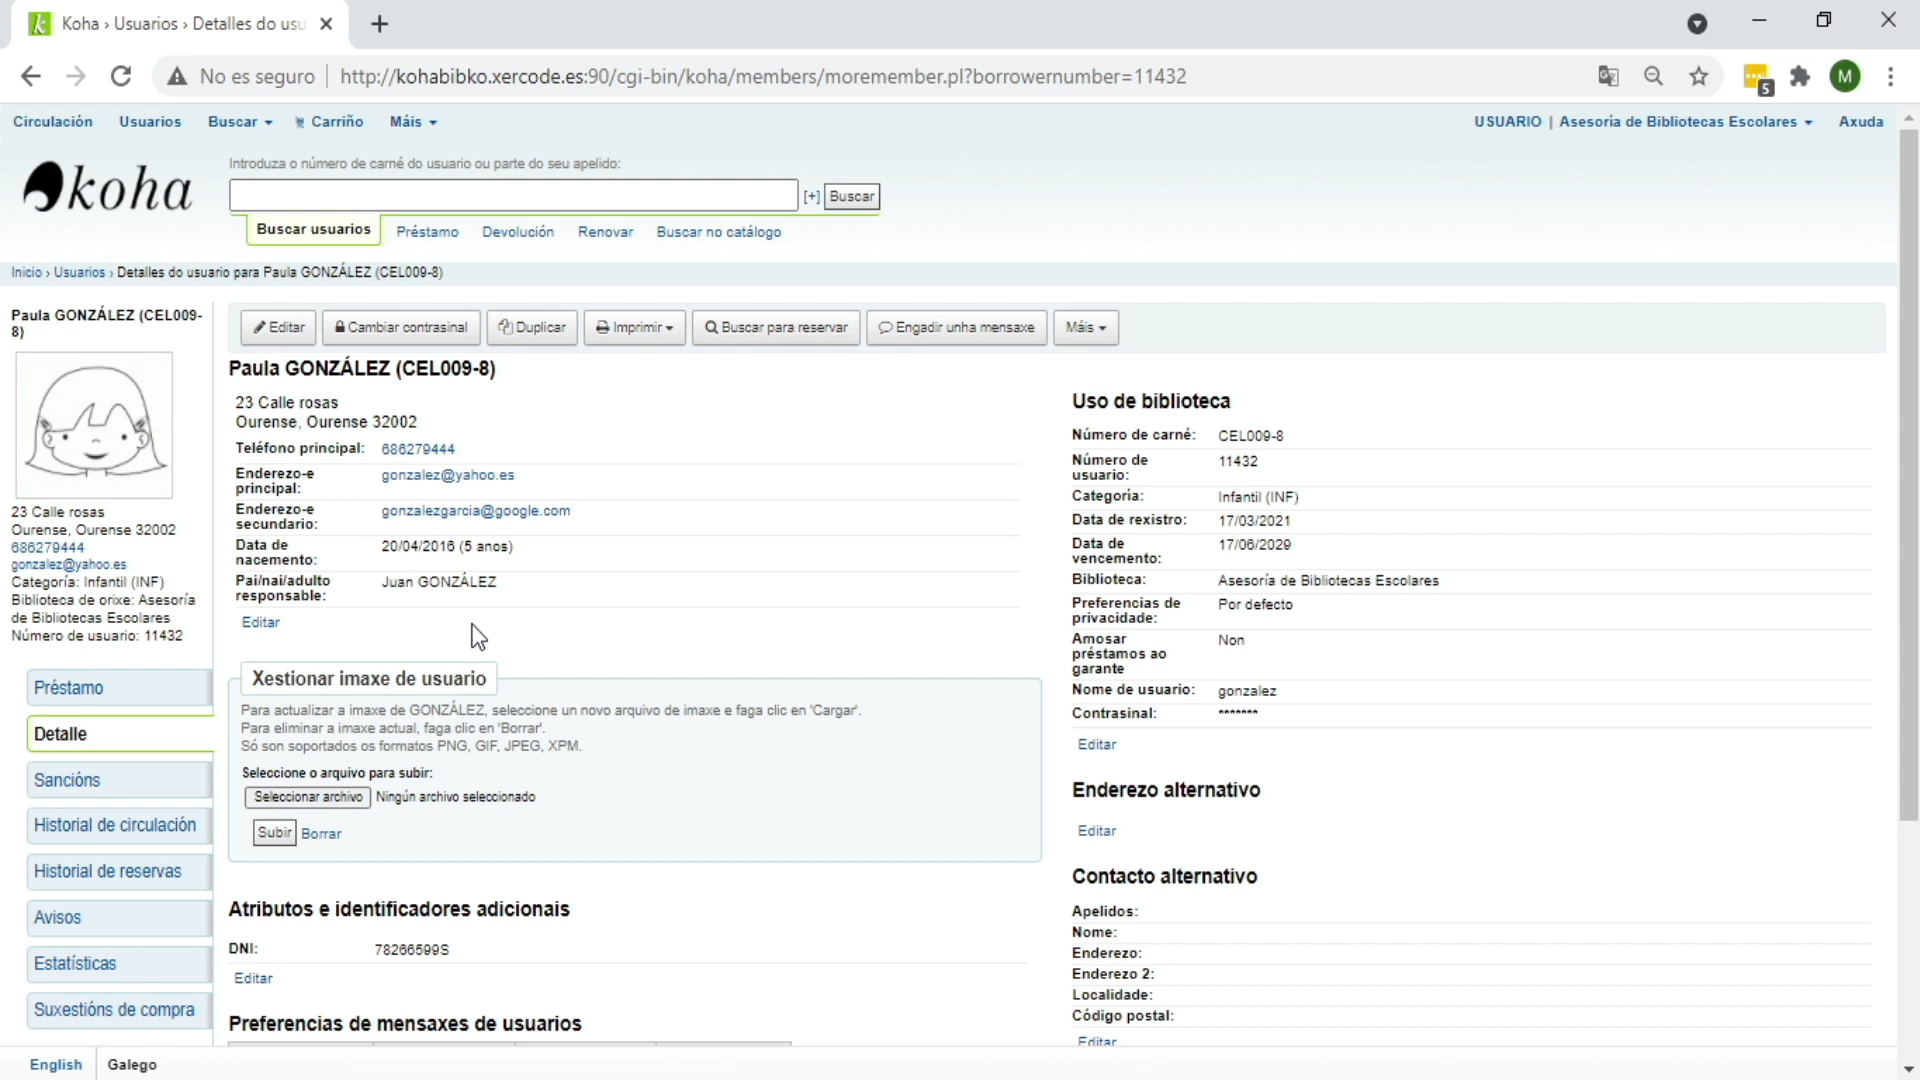 Koha › Usuarios › Detalles do usu
No es seguro
http://kohabibko.xercode.es:90/cgi-bin/koha/members/moremember.pl?borrowernumber=11432
5
M
Circulación
Usuarios
Buscar
Carriño
Máis
USUARIO | Asesoría de Bibliotecas Escolares
Axuda
koha
Introduza o número de carné do usuario ou parte do seu apelido:
[+]
Buscar
Buscar usuarios
Préstamo
Devolución
Renovar
Buscar no catálogo
Inicio › Usuarios › Detalles do usuario para Paula GONZÁLEZ (CEL009-8)
Paula GONZÁLEZ (CEL009-
8)
23 Calle rosas
Ourense, Ourense 32002
686279444
gonzalez@yahoo.es
Categoría: Infantil (INF)
Biblioteca de orixe: Asesoría
de Bibliotecas Escolares
Número de usuario: 11432
Préstamo
Detalle
Sancións
Historial de circulación
Historial de reservas
Avisos
Estatísticas
Suxestións de compra
Editar
Cambiar contrasinal
Duplicar
Imprimir
Buscar para reservar
Engadir unha mensaxe
Máis
Paula GONZÁLEZ (CEL009-8)
23 Calle rosas
Ourense, Ourense 32002
Teléfono principal: 686279444
Enderezo-e
principal:
gonzalez@yahoo.es
Enderezo-e
secundario:
gonzalezgarcia@google.com
Data de
nacemento:
20/04/2016 (5 anos)
Pai/nai/adulto
responsable:
Juan GONZÁLEZ
Editar
Xestionar imaxe de usuario
Para actualizar a imaxe de GONZÁLEZ, seleccione un novo arquivo de imaxe e faga clic en 'Cargar'.
Para eliminar a imaxe actual, faga clic en 'Borrar'.
Só son soportados os formatos PNG, GIF, JPEG, XPM.
Seleccione o arquivo para subir:
Seleccionar archivo Ningún archivo seleccionado
Subir Borrar
Atributos e identificadores adicionais
DNI: 78266599S
Editar
Preferencias de mensaxes de usuarios
Uso de biblioteca
Número de carné: CEL009-8
Número de
usuario:
11432
Categoría: Infantil (INF)
Data de rexistro: 17/03/2021
Data de
vencemento:
17/06/2029
Biblioteca: Asesoría de Bibliotecas Escolares
Preferencias de
privacidade:
Por defecto
Amosar
préstamos ao
garante
Non
Nome de usuario: gonzalez
Contrasinal: *******
Editar
Enderezo alternativo
Editar
Contacto alternativo
Apelidos:
Nome:
Enderezo:
Enderezo 2:
Localidade:
Código postal:
Editar
English
Galego